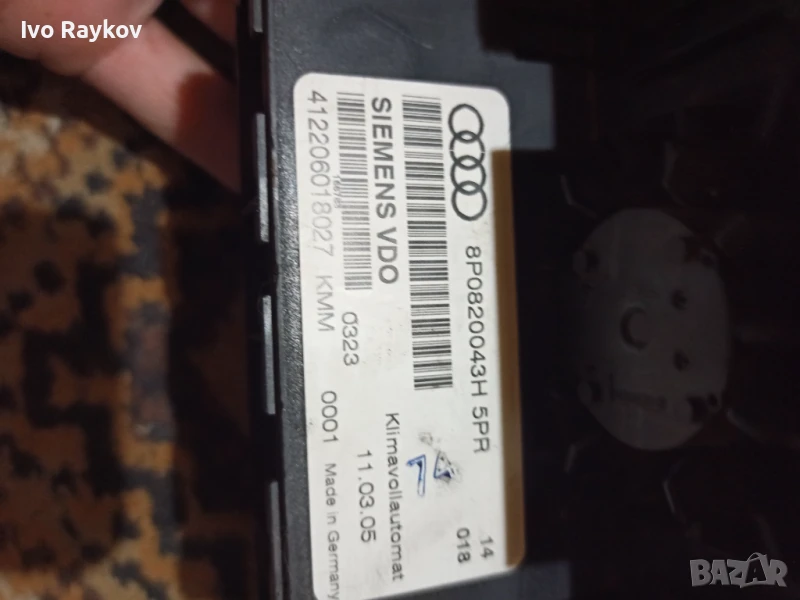 Ivo Raykov
8P0820043H 5PR 14
018
SIEMENS VDO
Klimavollautomat
0323 11.03.05
412206018027 KMM 0001 Made in Germany
BAZAR